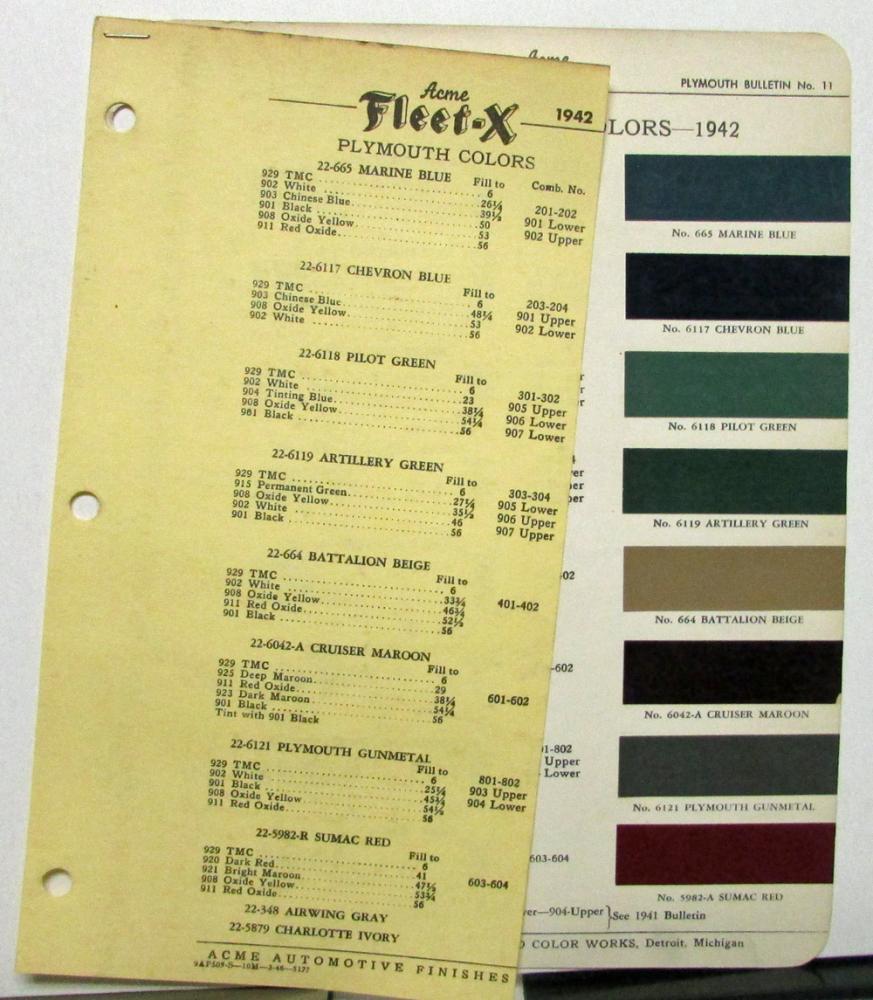 Acme
Fleet-X
1942
PLYMOUTH COLORS
22-665 MARINE BLUE
Fill to
Comb. No.
929 TMC 6
902 White 26¼ 201-202
903 Chinese Blue 39½ 901 Lower
901 Black 50 902 Upper
908 Oxide Yellow 53
911 Red Oxide 56
22-6117 CHEVRON BLUE
Fill to
929 TMC 6 203-204
903 Chinese Blue 48¼ 901 Upper
908 Oxide Yellow 53 902 Lower
902 White 56
22-6118 PILOT GREEN
Fill to
929 TMC 6 301-302
902 White 23 905 Upper
904 Tinting Blue 38¼ 906 Lower
908 Oxide Yellow 54¼ 907 Lower
901 Black 56
22-6119 ARTILLERY GREEN
Fill to
929 TMC 6 303-304
915 Permanent Green 27¼ 905 Lower
908 Oxide Yellow 35½ 906 Upper
902 White 46 907 Upper
901 Black 56
22-664 BATTALION BEIGE
Fill to
929 TMC 6
902 White 33¾ 401-402
908 Oxide Yellow 46¾
911 Red Oxide 52½
901 Black 56
22-6042-A CRUISER MAROON
Fill to
929 TMC 6
925 Deep Maroon 29
911 Red Oxide 38¼ 601-602
923 Dark Maroon 54¼
901 Black 56
Tint with 901 Black
22-6121 PLYMOUTH GUNMETAL
Fill to
929 TMC 6 801-802
902 White 25¼ 903 Upper
901 Black 45¾ 904 Lower
908 Oxide Yellow 54½
911 Red Oxide 56
22-5982-R SUMAC RED
Fill to
929 TMC 6
920 Dark Red 41
921 Bright Maroon 47½ 603-604
908 Oxide Yellow 53¾
911 Red Oxide 56
22-348 AIRWING GRAY
22-5879 CHARLOTTE IVORY
ACME AUTOMOTIVE FINISHES
Acme
PLYMOUTH BULLETIN No. 11
LORS—1942
No. 665 MARINE BLUE
No. 6117 CHEVRON BLUE
No. 6118 PILOT GREEN
No. 6119 ARTILLERY GREEN
-02
No. 664 BATTALION BEIGE
-602
No. 6042-A CRUISER MAROON
1-802
Upper
Lower
No. 6121 PLYMOUTH GUNMETAL
603-604
No. 5982-A SUMAC RED
ver—904-Upper}See 1941 Bulletin
COLOR WORKS, Detroit, Michigan